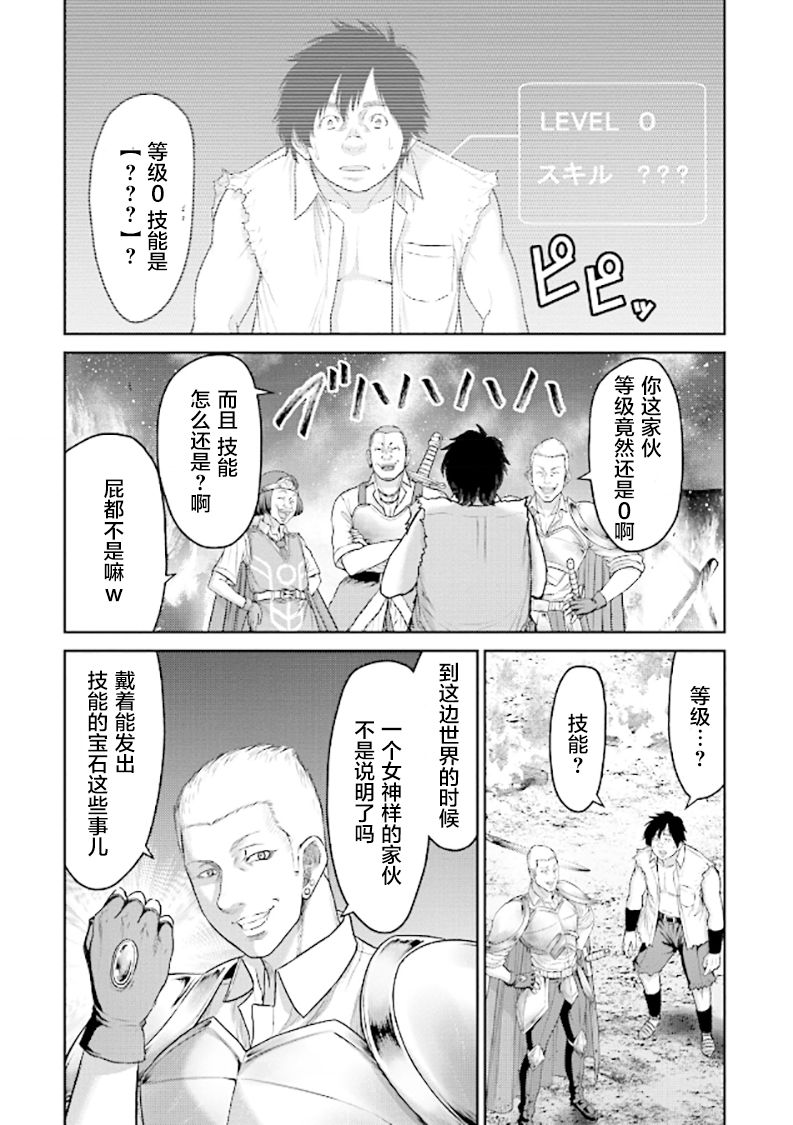 LEVEL 0
スキル ???
等级0 技能是
【????】?
ピピッ
你这家伙
等级竟然还是0啊
グハハハハハ
而且 技能
怎么还是?啊
屁都不是嘛w
等级…?
技能?
到这边世界的时候
一个女神样的家伙
不是说明了吗
戴着能发出
技能的宝石这些事儿